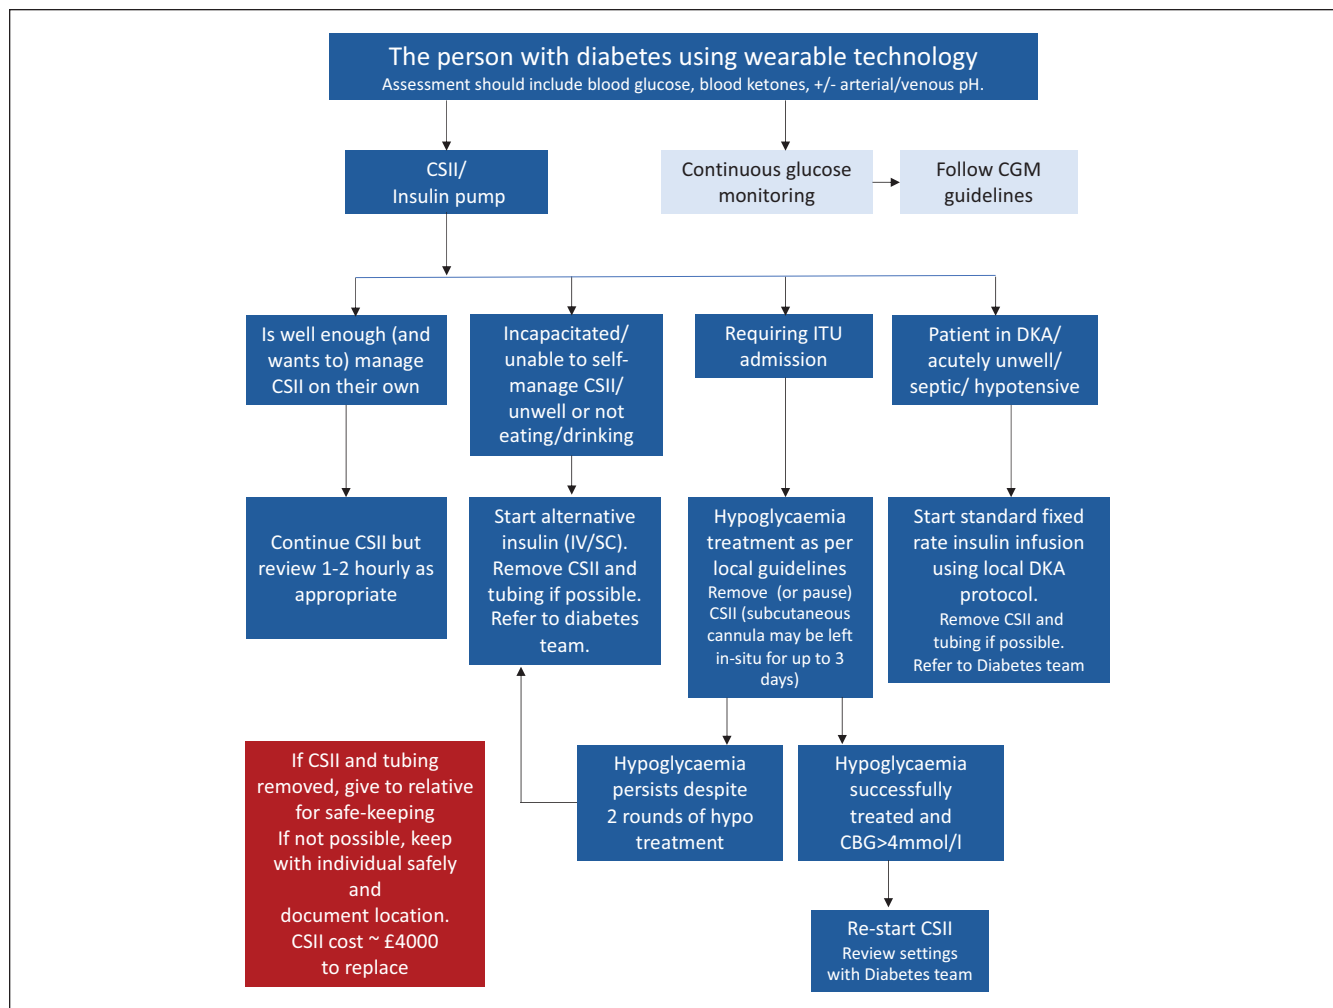 The person with diabetes using wearable technology
Assessment should include blood glucose, blood ketones, +/- arterial/venous pH.
CSII/
Insulin pump
Continuous glucose
monitoring
Follow CGM
guidelines
Is well enough (and
wants to) manage
CSII on their own
Incapacitated/
unable to self-
manage CSII/
unwell or not
eating/drinking
Requiring ITU
admission
Patient in DKA/
acutely unwell/
septic/ hypotensive
Continue CSII but
review 1-2 hourly as
appropriate
Start alternative
insulin (IV/SC).
Remove CSII and
tubing if possible.
Refer to diabetes
team.
Hypoglycaemia
treatment as per
local guidelines
Remove (or pause)
CSII (subcutaneous
cannula may be left
in-situ for up to 3
days)
Start standard fixed
rate insulin infusion
using local DKA
protocol.
Remove CSII and
tubing if possible.
Refer to Diabetes team
If CSII and tubing
removed, give to relative
for safe-keeping
If not possible, keep
with individual safely
and
document location.
CSII cost ~ £4000
to replace
Hypoglycaemia
persists despite
2 rounds of hypo
treatment
Hypoglycaemia
successfully
treated and
CBG>4mmol/l
Re-start CSII
Review settings
with Diabetes team